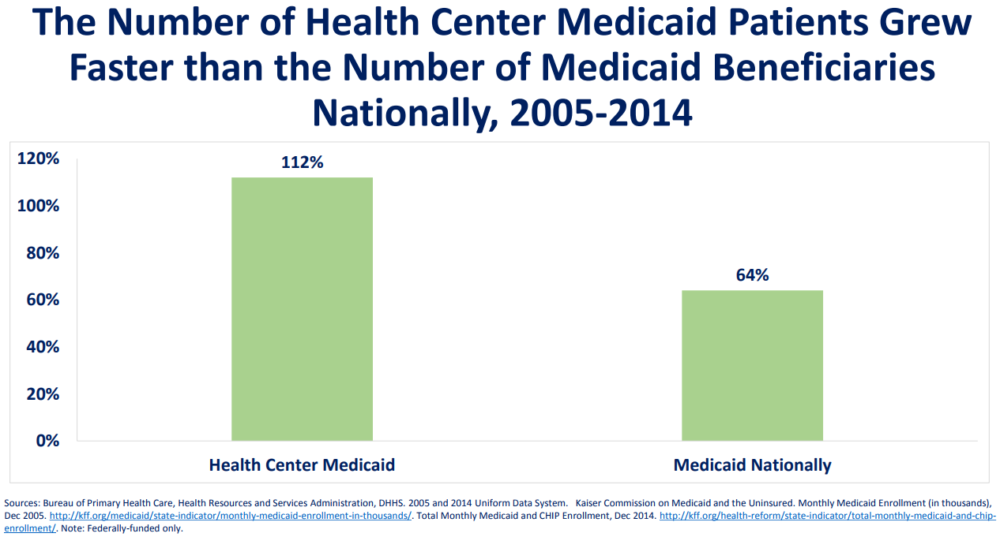 The Number of Health Center Medicaid Patients Grew
Faster than the Number of Medicaid Beneficiaries
Nationally, 2005-2014
120%
100%
80%
60%
40%
20%
0%
112%
64%
Health Center Medicaid
Medicaid Nationally
Sources: Bureau of Primary Health Care, Health Resources and Services Administration, DHHS. 2005 and 2014 Uniform Data System. Kaiser Commission on Medicaid and the Uninsured. Monthly Medicaid Enrollment (in thousands),
Dec 2005. http://kff.org/medicaid/state-indicator/monthly-medicaid-enrollment-in-thousands/. Total Monthly Medicaid and CHIP Enrollment, Dec 2014. http://kff.org/health-reform/state-indicator/total-monthly-medicaid-and-chip-
enrollment/. Note: Federally-funded only.